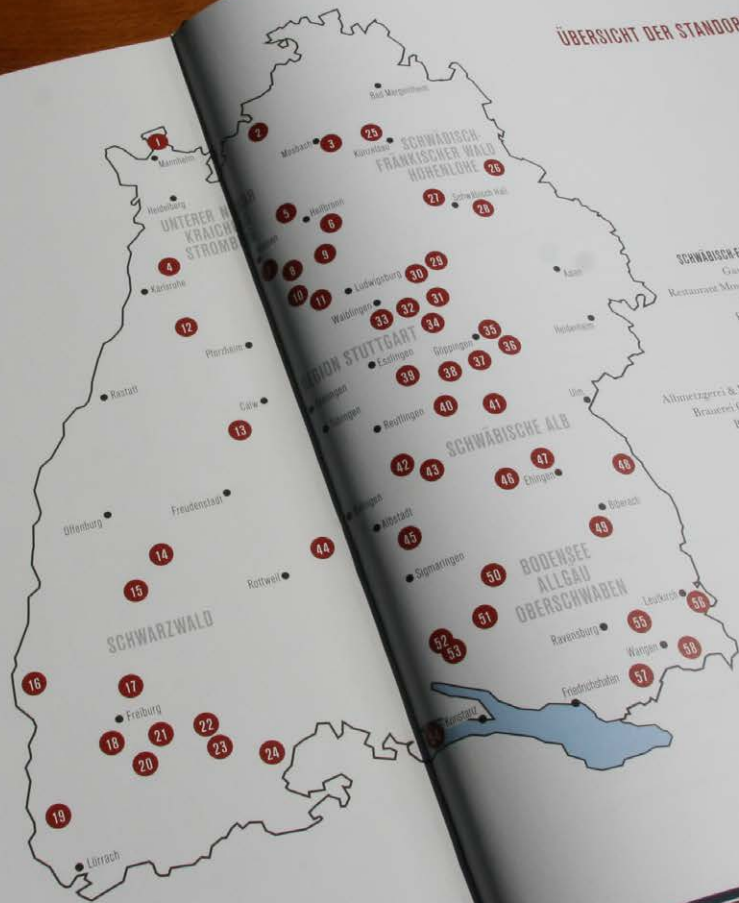 ÜBERSICHT DER
Bad Mergentheim
1
Mannheim
2
Mosbach
3
25
Künzelsau
SCHWÄBISCH-
FRÄNKISCHER WALD
HOHENLOHE
26
Heidelberg
UNTERER
5
Heilbronn
6
27
Schwäbisch Hall
28
4
Karlsruhe
8
9
10
11
Ludwigsburg
30
29
Aalen
SCHWÄBISCH-F
Restaurant
12
Pforzheim
Waiblingen
33
32
31
34
REGION STUTTGART
Esslingen
Göppingen
35
36
37
38
39
Heidenheim
Rastatt
Calw
13
Reutlingen
40
41
Ulm
Albmetzgerei &
Brauerei
SCHWÄBISCHE ALB
42
43
46
47
Ehingen
48
Freudenstadt
Offenburg
Albstadt
45
Biberach
49
14
15
44
Rottweil
Sigmaringen
50
BODENSEE
ALLGÄU
OBERSCHWABEN
SCHWARZWALD
51
52
53
Ravensburg
55
Leutkirch
56
Wangen
58
57
16
17
Freiburg
18
21
20
22
23
24
Konstanz
Friedrichshafen
19
Lörrach